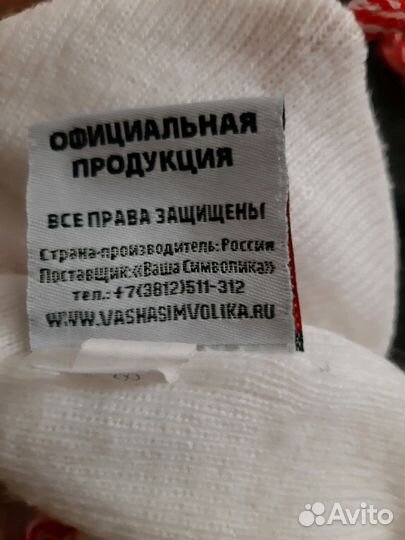 ОФИЦИАЛЬНАЯ
ПРОДУКЦИЯ
ВСЕ ПРАВА ЗАЩИЩЕНЫ
Страна-производитель: Россия
Поставщик: «Ваша Символика»
тел.: +7(3812)511-312
WWW.VASHASIMVOLIKA.RU
Avito